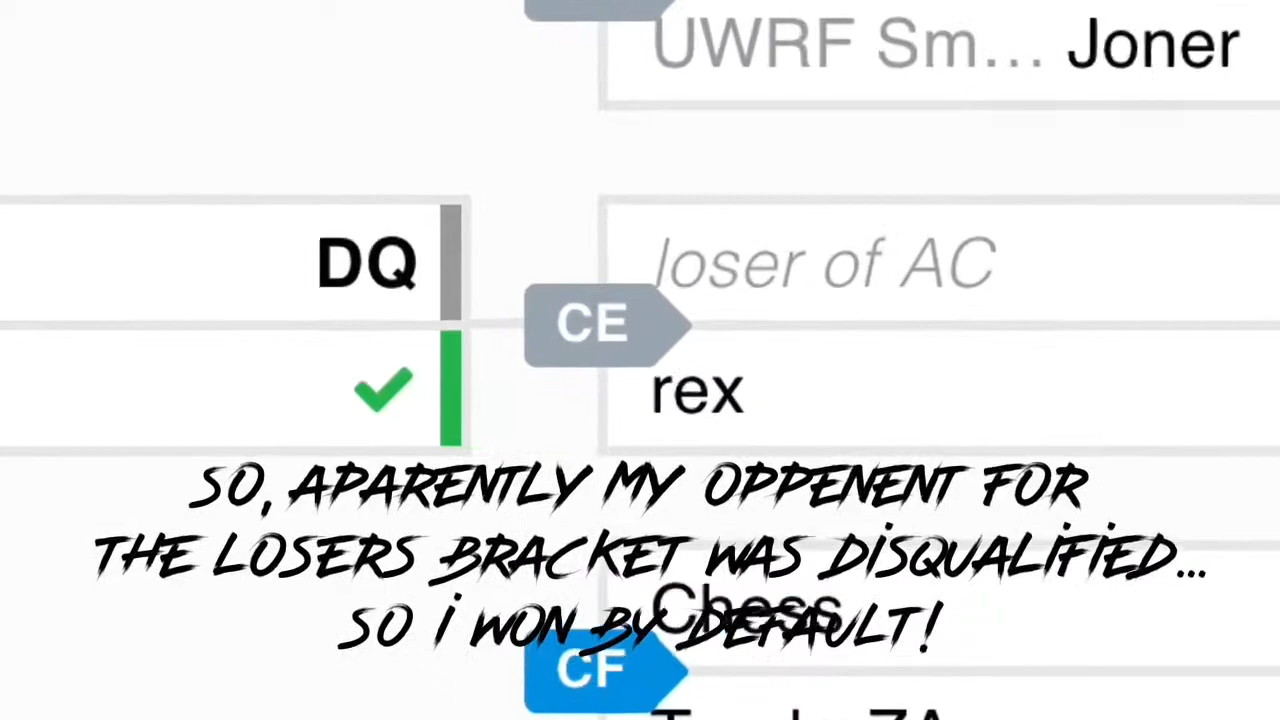 UWRF Sm... Joner
DQ
loser of AC
CE
rex
SO, APARENTLY MY OPPENENT FOR
THE LOSERS BRACKET WAS DISQUALIFIED...
Chess
SO I WON BY DEFAULT!
CF